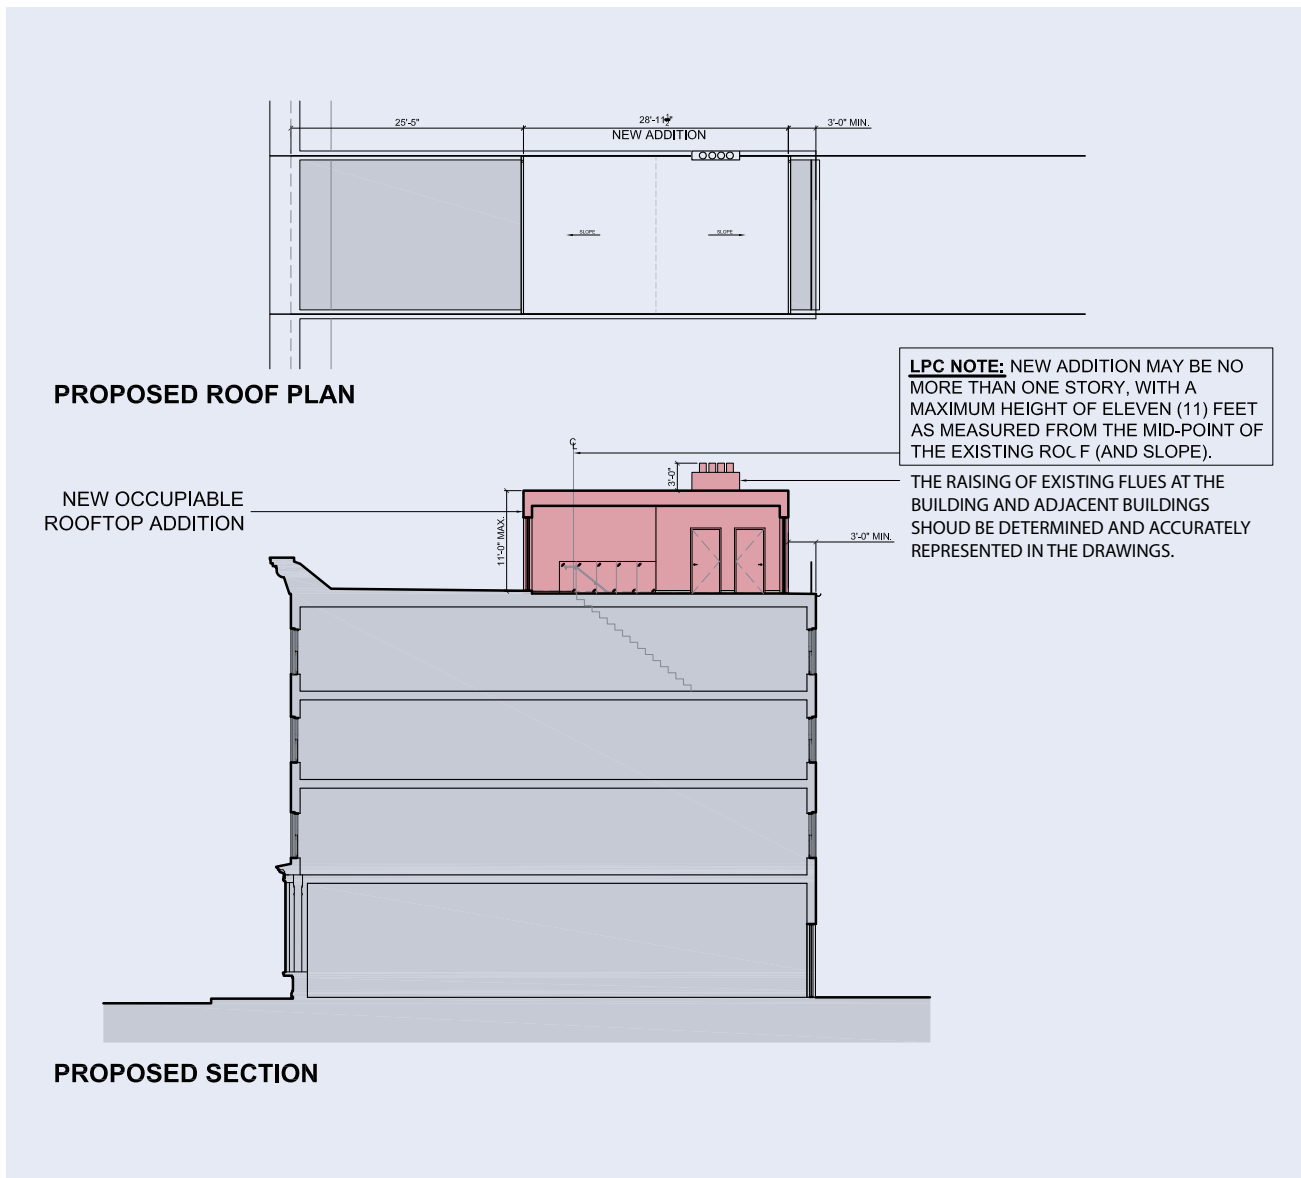 25'-5"
28'-11½"
3'-0" MIN.
NEW ADDITION
SLOPE
SLOPE
PROPOSED ROOF PLAN
LPC NOTE: NEW ADDITION MAY BE NO
MORE THAN ONE STORY, WITH A
MAXIMUM HEIGHT OF ELEVEN (11) FEET
AS MEASURED FROM THE MID-POINT OF
THE EXISTING ROOF (AND SLOPE).
THE RAISING OF EXISTING FLUES AT THE
BUILDING AND ADJACENT BUILDINGS
SHOUD BE DETERMINED AND ACCURATELY
REPRESENTED IN THE DRAWINGS.
℄
3'-0"
NEW OCCUPIABLE
ROOFTOP ADDITION
11'-0" MAX.
3'-0" MIN.
PROPOSED SECTION